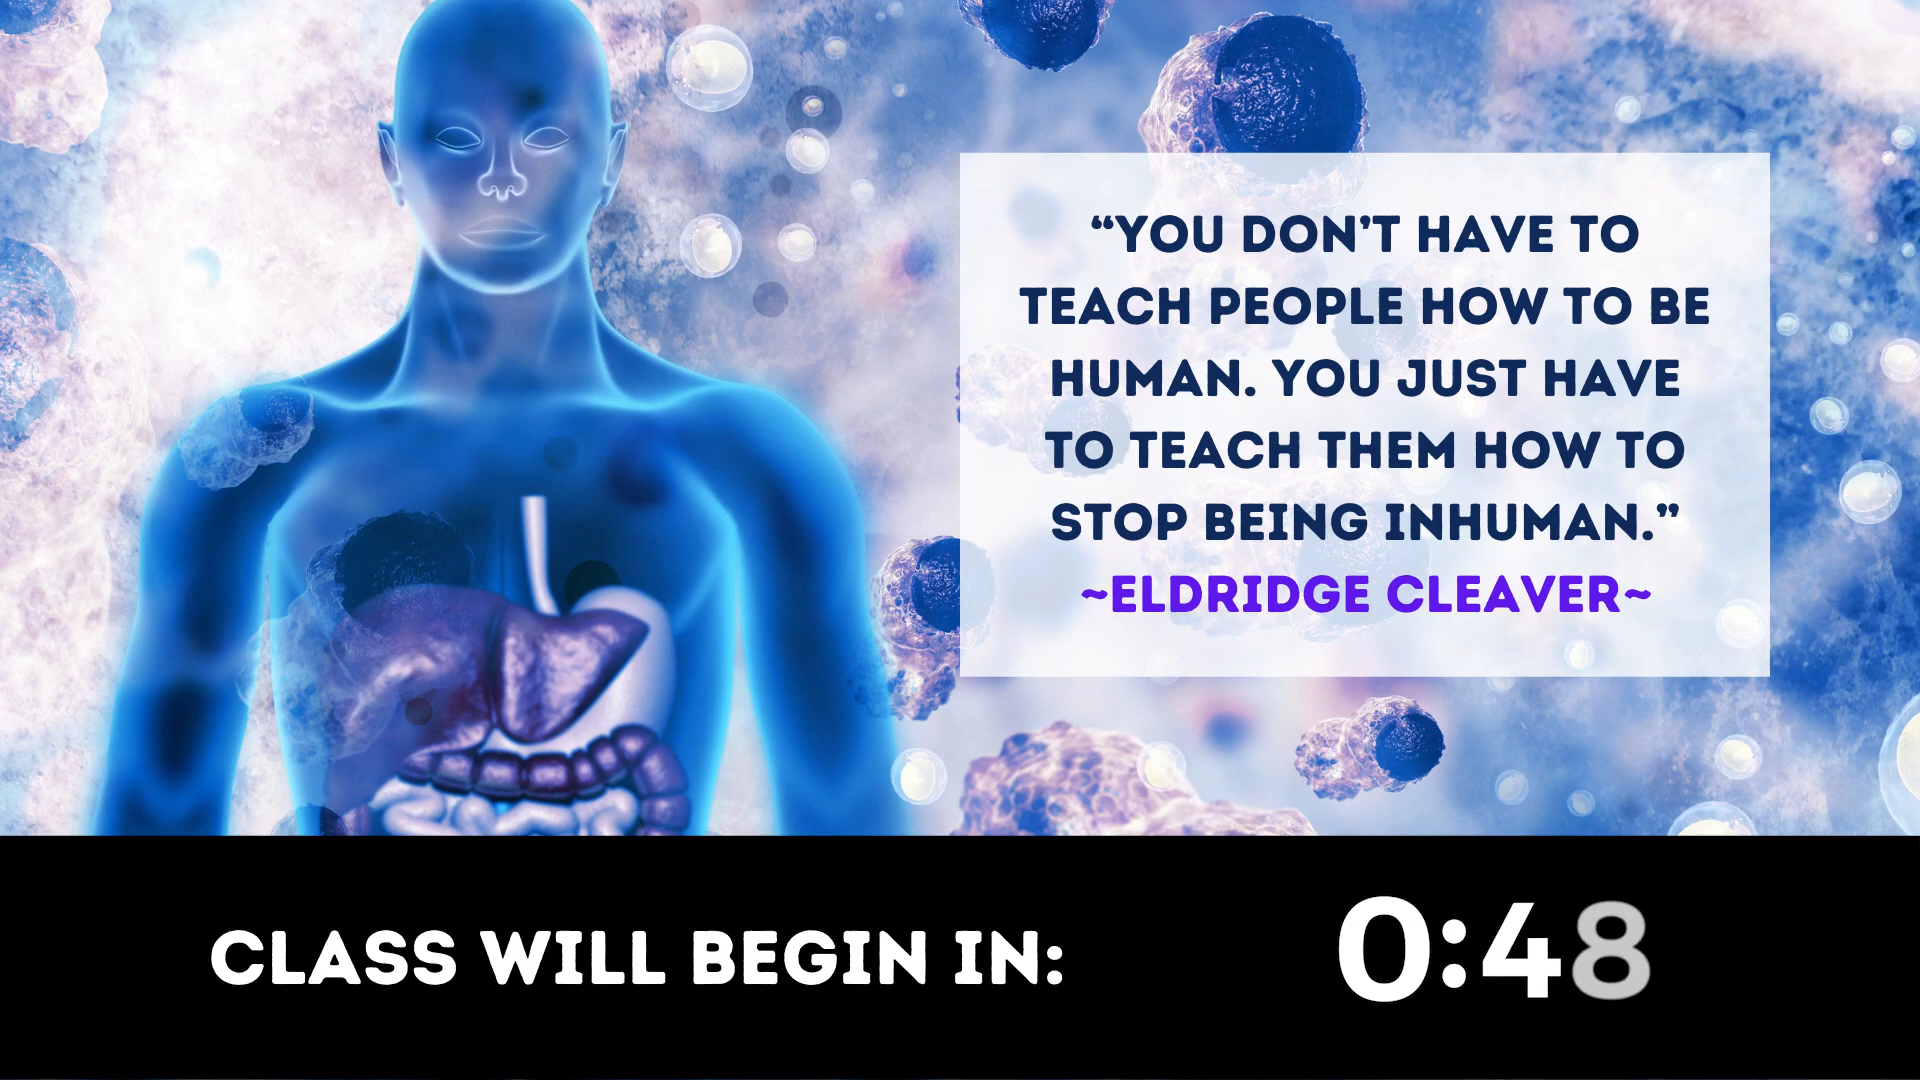 “YOU DON’T HAVE TO
TEACH PEOPLE HOW TO BE
HUMAN. YOU JUST HAVE
TO TEACH THEM HOW TO
STOP BEING INHUMAN.”
~ELDRIDGE CLEAVER~
CLASS WILL BEGIN IN: 0:48